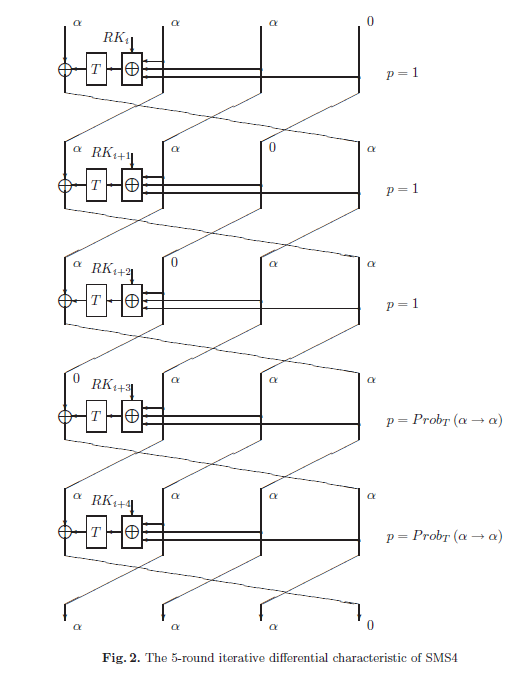 α α α 0
RK_i
T p = 1
α RK_{i+1} α 0 α
T p = 1
α RK_{i+2} 0 α α
T p = 1
0 RK_{i+3} α α α
T p = Prob_T (α → α)
α RK_{i+4} α α α
T p = Prob_T (α → α)
α α α 0
Fig. 2. The 5-round iterative differential characteristic of SMS4